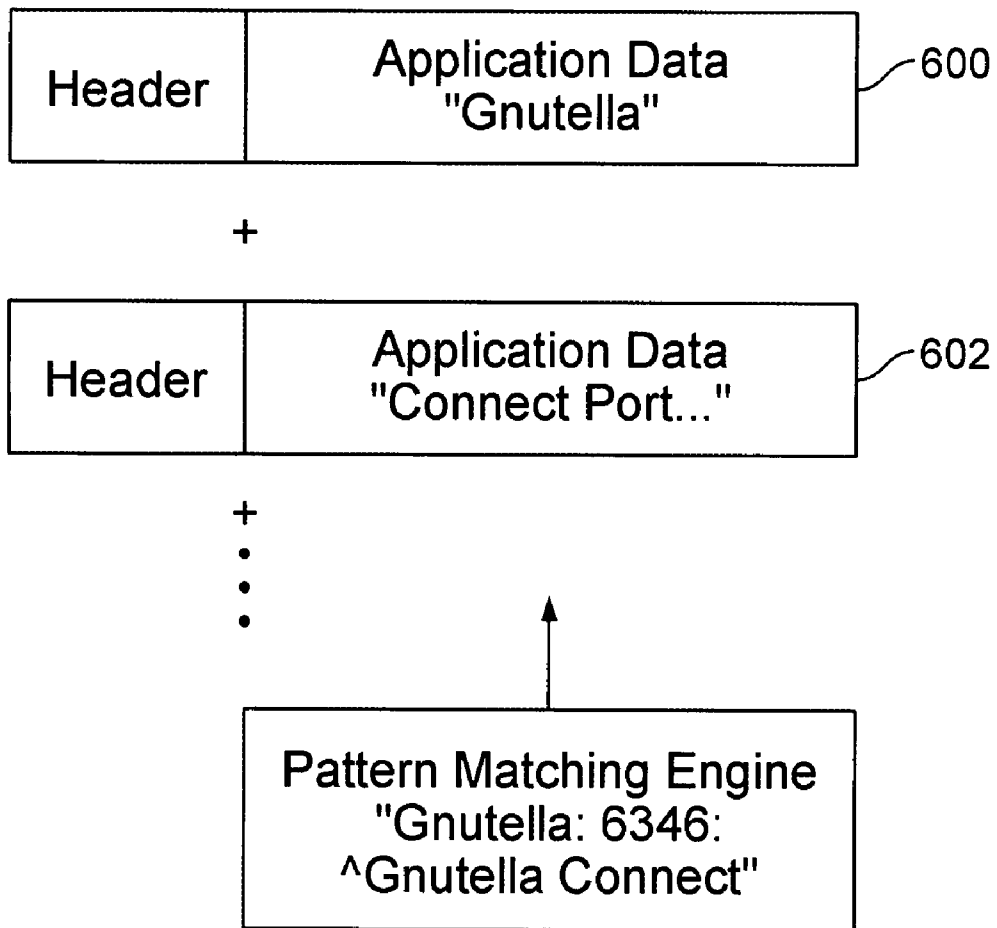 Header
Application Data
"Gnutella"
600
+
Header
Application Data
"Connect Port..."
602
+
Pattern Matching Engine
"Gnutella: 6346:
^Gnutella Connect"